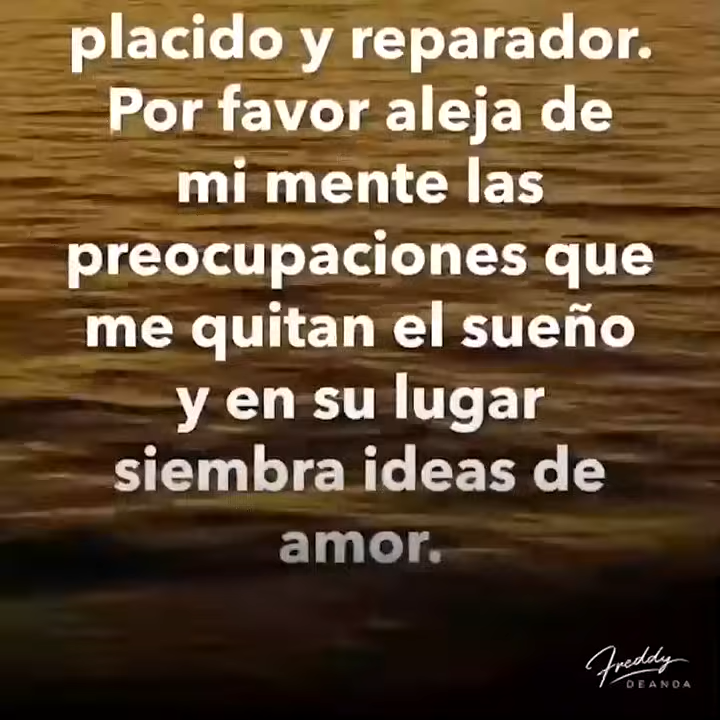 placido y reparador.
Por favor aleja de
mi mente las
preocupaciones que
me quitan el sueño
y en su lugar
siembra ideas de
amor.
Freddy
DEANDA